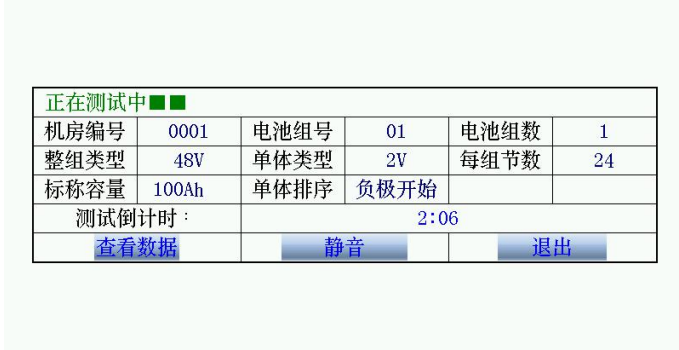 正在测试中■■
机房编号 0001 电池组号 01 电池组数 1
整组类型 48V 单体类型 2V 每组节数 24
标称容量 100Ah 单体排序 负极开始
测试倒计时： 2:06
查看数据 静音 退出